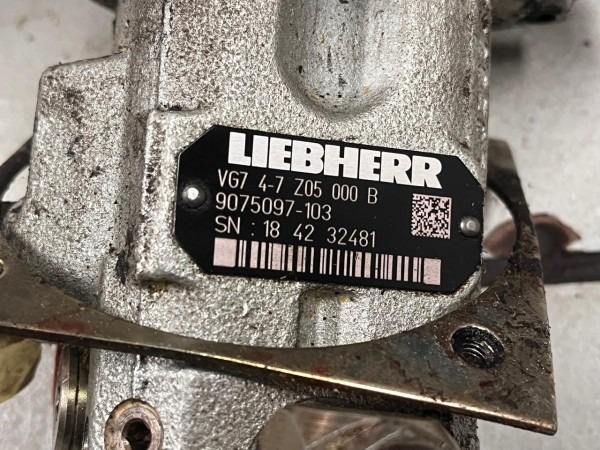 LIEBHERR
VG7 4-7 Z05 000 B
9075097-103
SN : 18 42 32481